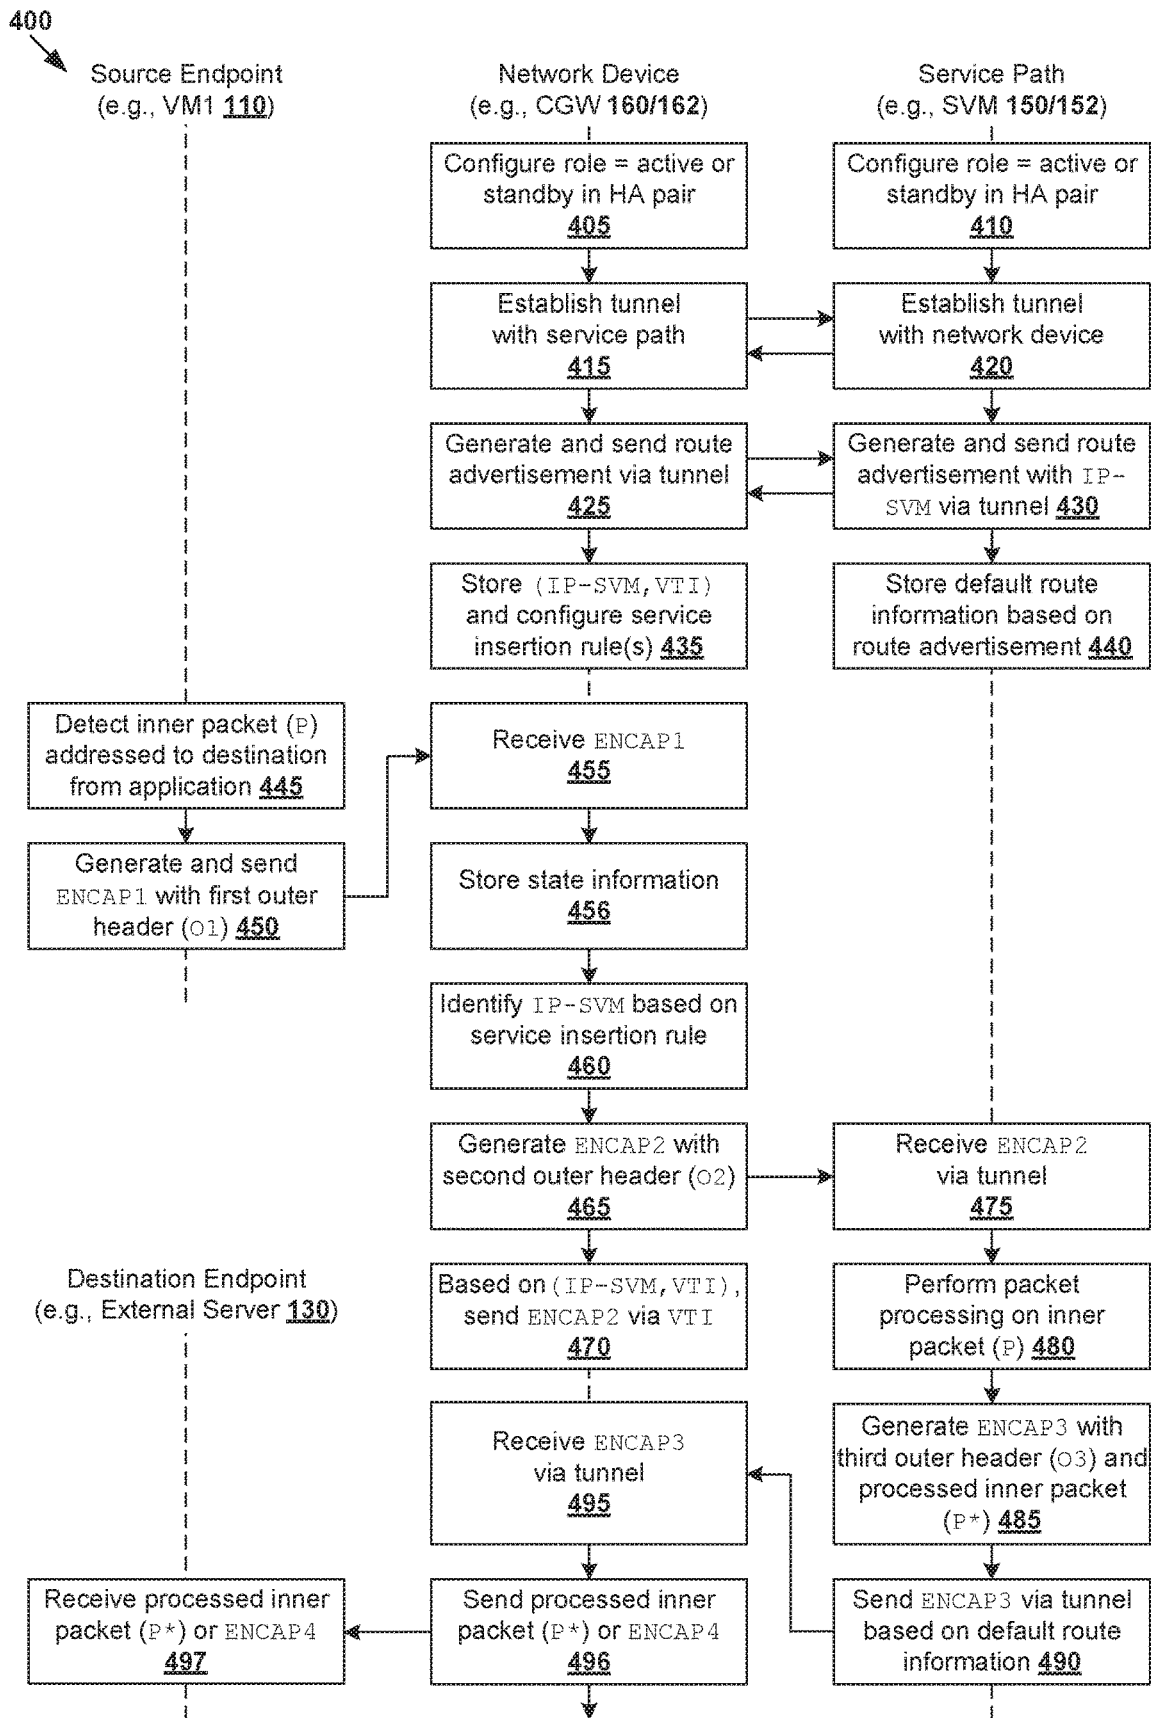 400
Source Endpoint
(e.g., VM1 110)
Network Device
(e.g., CGW 160/162)
Service Path
(e.g., SVM 150/152)
Configure role = active or
standby in HA pair
405
Configure role = active or
standby in HA pair
410
Establish tunnel
with service path
415
Establish tunnel
with network device
420
Generate and send route
advertisement via tunnel
425
Generate and send route
advertisement with IP-
SVM via tunnel 430
Store (IP-SVM,VTI)
and configure service
insertion rule(s) 435
Store default route
information based on
route advertisement 440
Detect inner packet (P)
addressed to destination
from application 445
Receive ENCAP1
455
Generate and send
ENCAP1 with first outer
header (O1) 450
Store state information
456
Identify IP-SVM based on
service insertion rule
460
Generate ENCAP2 with
second outer header (O2)
465
Receive ENCAP2
via tunnel
475
Destination Endpoint
(e.g., External Server 130)
Based on (IP-SVM,VTI),
send ENCAP2 via VTI
470
Perform packet
processing on inner
packet (P) 480
Receive ENCAP3
via tunnel
495
Generate ENCAP3 with
third outer header (O3) and
processed inner packet
(P*) 485
Receive processed inner
packet (P*) or ENCAP4
497
Send processed inner
packet (P*) or ENCAP4
496
Send ENCAP3 via tunnel
based on default route
information 490